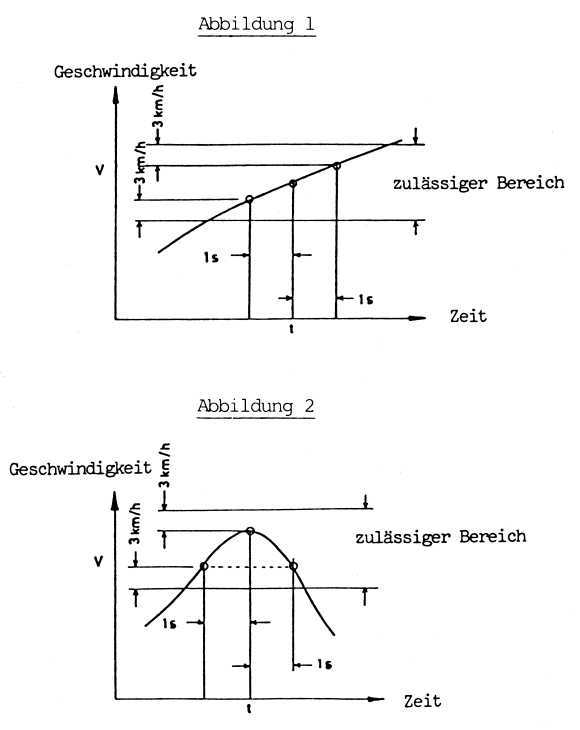 Abbildung 1
Geschwindigkeit
3 km/h
3 km/h
v
zulässiger Bereich
1s
1s
Zeit
t
Abbildung 2
Geschwindigkeit
3 km/h
3 km/h
zulässiger Bereich
v
1s
1s
Zeit
t